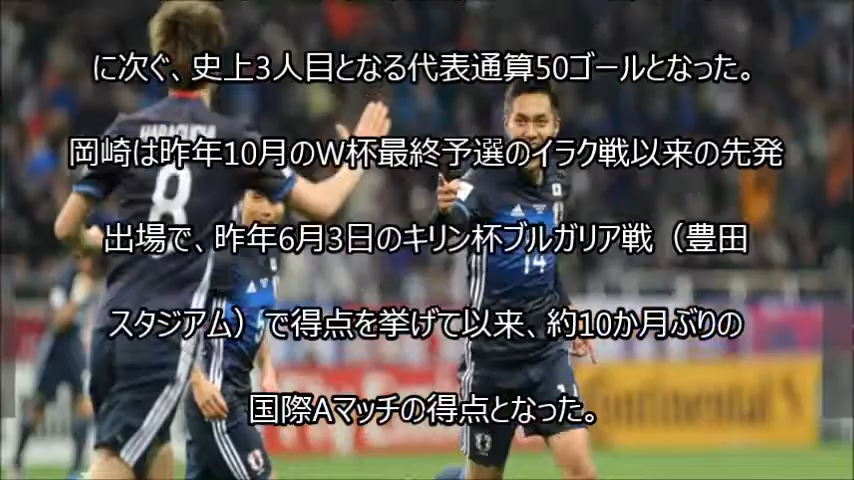 に次ぐ、史上3人目となる代表通算50ゴールとなった。
岡崎は昨年10月のW杯最終予選のイラク戦以来の先発
出場で、昨年6月3日のキリン杯ブルガリア戦（豊田
スタジアム）で得点を挙げて以来、約10か月ぶりの
国際Aマッチの得点となった。
8
14
Continental